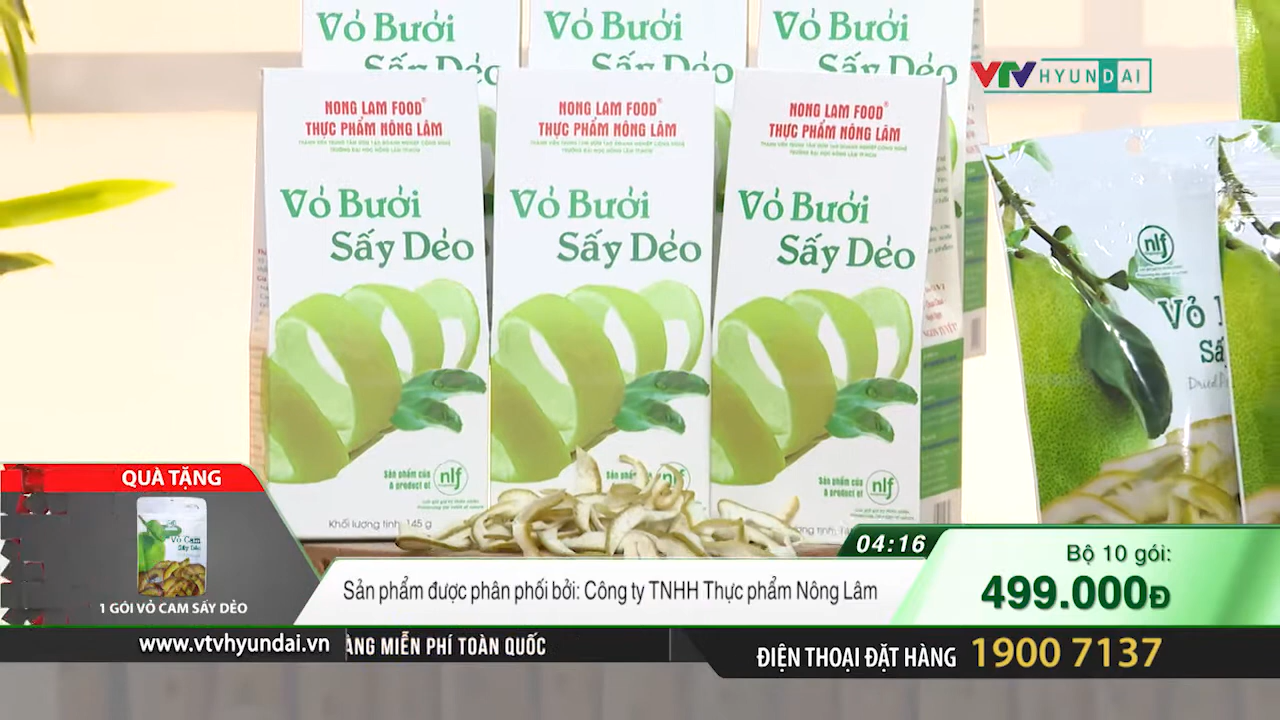 Vỏ Bưởi
Vỏ Bưởi
Vỏ Bưởi
Sấy Dẻo
Sấy Dẻo
Sấy Dẻo
VTV HYUNDAI
NONG LAM FOOD®
THỰC PHẨM NÔNG LÂM
Vỏ Bưởi
Sấy Dẻo
Sản phẩm của
A product of
nlf
Khối lượng tịnh: 145 g
NONG LAM FOOD®
THỰC PHẨM NÔNG LÂM
Vỏ Bưởi
Sấy Dẻo
Sản phẩm
nlf
NONG LAM FOOD®
THỰC PHẨM NÔNG LÂM
Vỏ Bưởi
Sấy Dẻo
Sản phẩm của
A product of
nlf
nlf
Vỏ
QUÀ TẶNG
Vỏ Cam
Sấy Dẻo
1 GÓI VỎ CAM SẤY DẺO
04:16
Sản phẩm được phân phối bởi: Công ty TNHH Thực phẩm Nông Lâm
Bộ 10 gói:
499.000Đ
www.vtvhyundai.vn
ÀNG MIỄN PHÍ TOÀN QUỐC
ĐIỆN THOẠI ĐẶT HÀNG 1900 7137